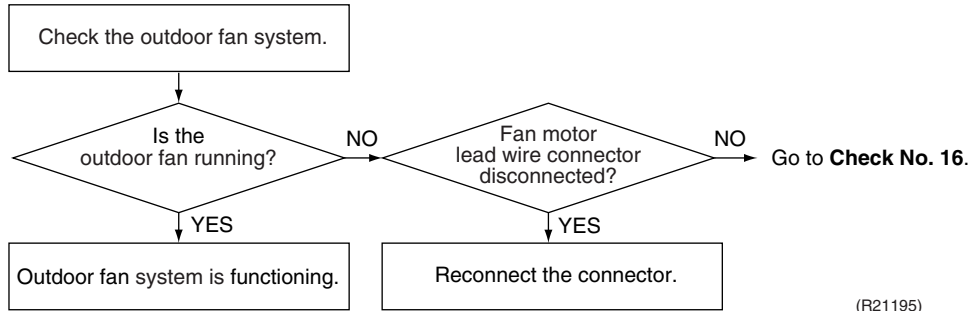 Check the outdoor fan system.
Is the
outdoor fan running?
NO
Fan motor
lead wire connector
disconnected?
NO
Go to Check No. 16.
YES
YES
Outdoor fan system is functioning.
Reconnect the connector.
(R21195)